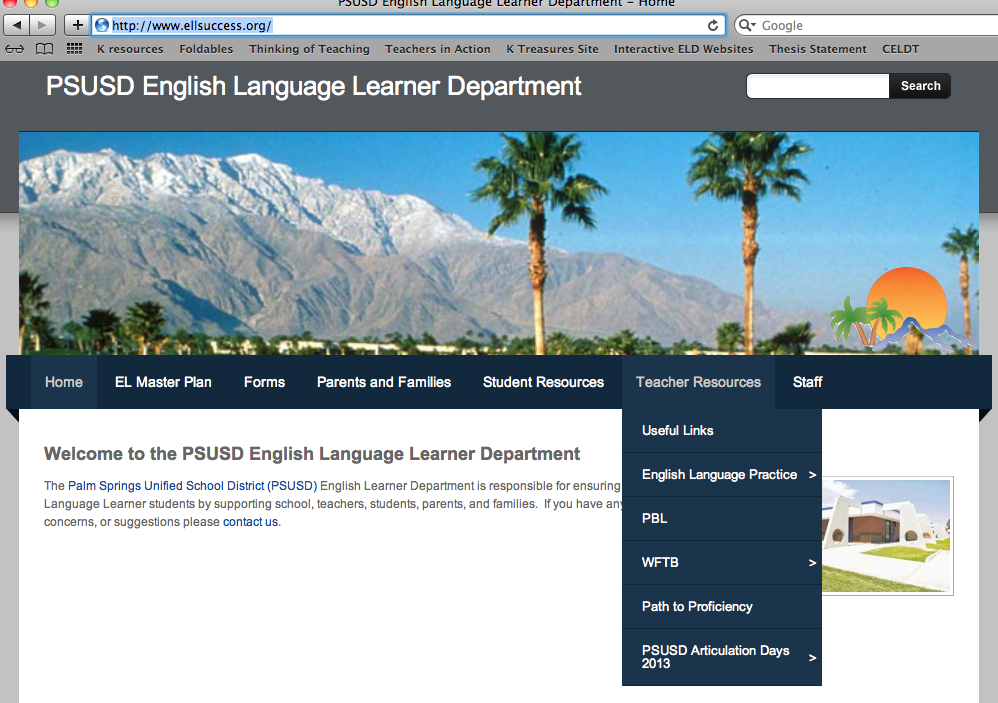 PSUSD English Language Learner Department – Home
http://www.ellsuccess.org/
Google
K resources Foldables Thinking of Teaching Teachers in Action K Treasures Site Interactive ELD Websites Thesis Statement CELDT
PSUSD English Language Learner Department
Search
Home EL Master Plan Forms Parents and Families Student Resources Teacher Resources Staff
Useful Links
English Language Practice >
PBL
WFTB >
Path to Proficiency
PSUSD Articulation Days >
2013
Welcome to the PSUSD English Language Learner Department
The Palm Springs Unified School District (PSUSD) English Learner Department is responsible for ensuring
Language Learner students by supporting school, teachers, students, parents, and families. If you have any
concerns, or suggestions please contact us.